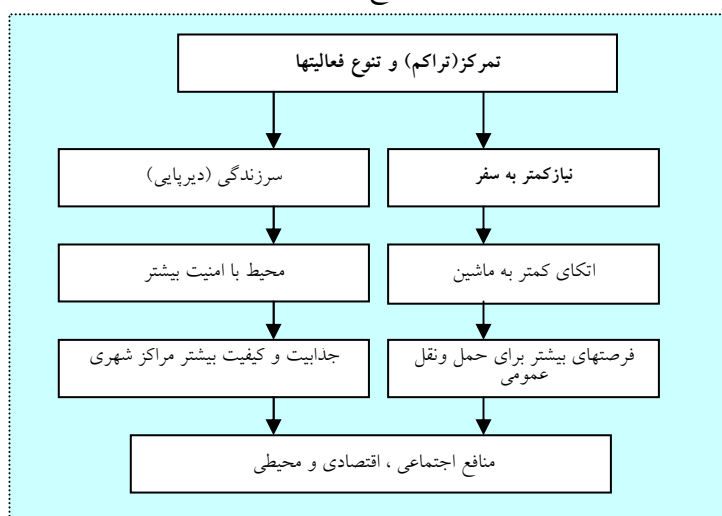 تمرکز(تراکم) و تنوع فعالیتها
نیازکمتر به سفر
سرزندگی (دیرپایی)
اتکای کمتر به ماشین
محیط با امنیت بیشتر
فرصتهای بیشتر برای حمل ونقل
عمومی
جذابیت و کیفیت بیشتر مراکز شهری
منافع اجتماعی ، اقتصادی و محیطی